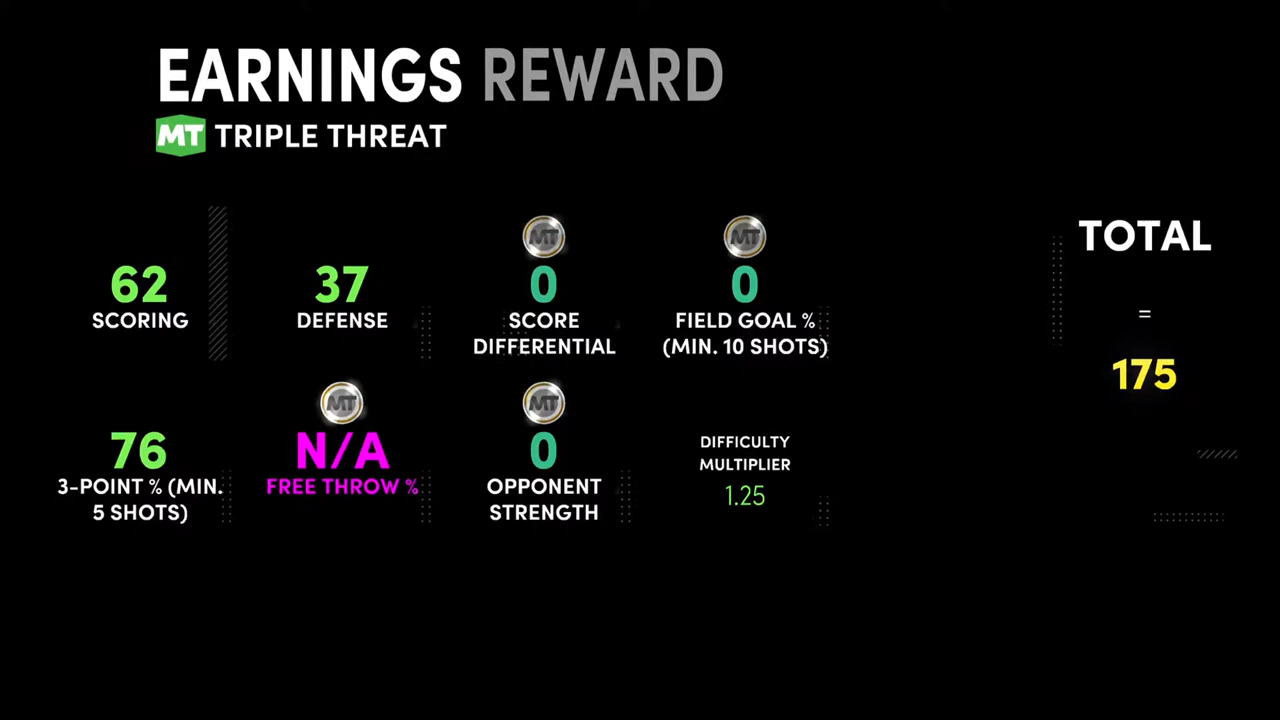 EARNINGS REWARD
MT TRIPLE THREAT
62
SCORING
37
DEFENSE
MT
0
SCORE
DIFFERENTIAL
MT
0
FIELD GOAL %
(MIN. 10 SHOTS)
76
3-POINT % (MIN.
5 SHOTS)
MT
N/A
FREE THROW %
MT
0
OPPONENT
STRENGTH
DIFFICULTY
MULTIPLIER
1.25
TOTAL
=
175